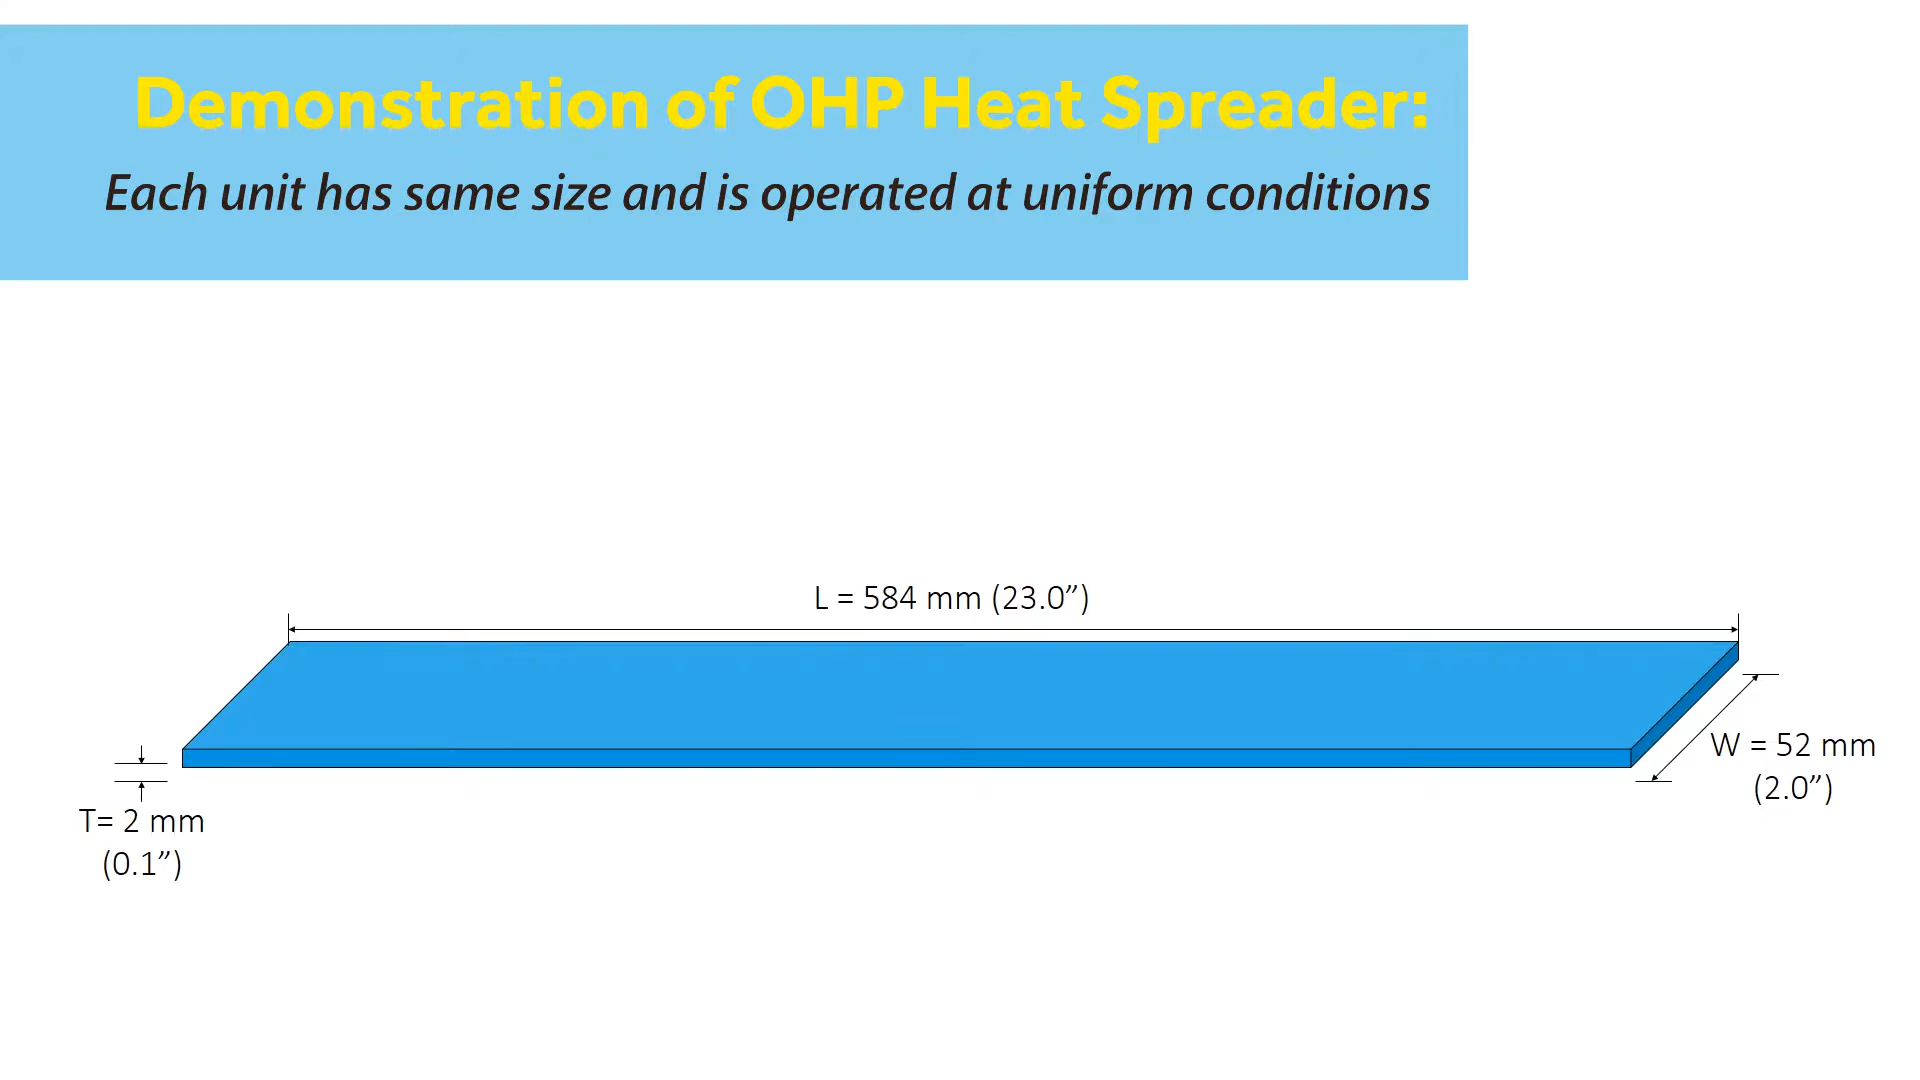 Demonstration of OHP Heat Spreader:
Each unit has same size and is operated at uniform conditions
L = 584 mm (23.0”)
W = 52 mm
(2.0”)
T= 2 mm
(0.1”)